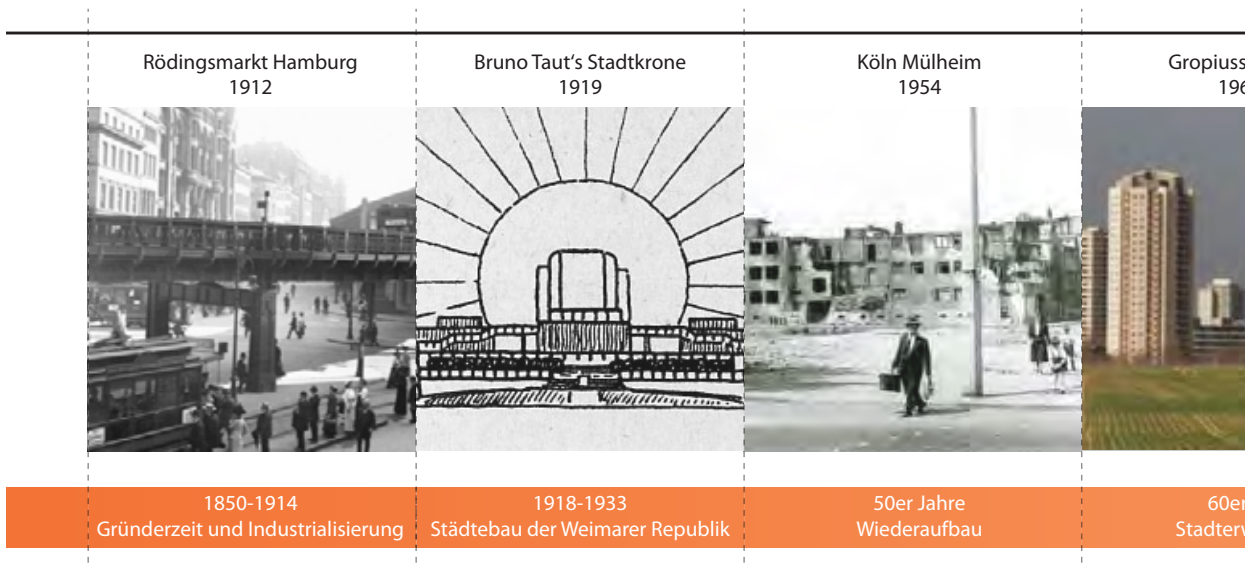 Rödingsmarkt Hamburg
1912
Bruno Taut's Stadtkrone
1919
Köln Mülheim
1954
1850-1914
Gründerzeit und Industrialisierung
1918-1933
Städtebau der Weimarer Republik
50er Jahre
Wiederaufbau
60er